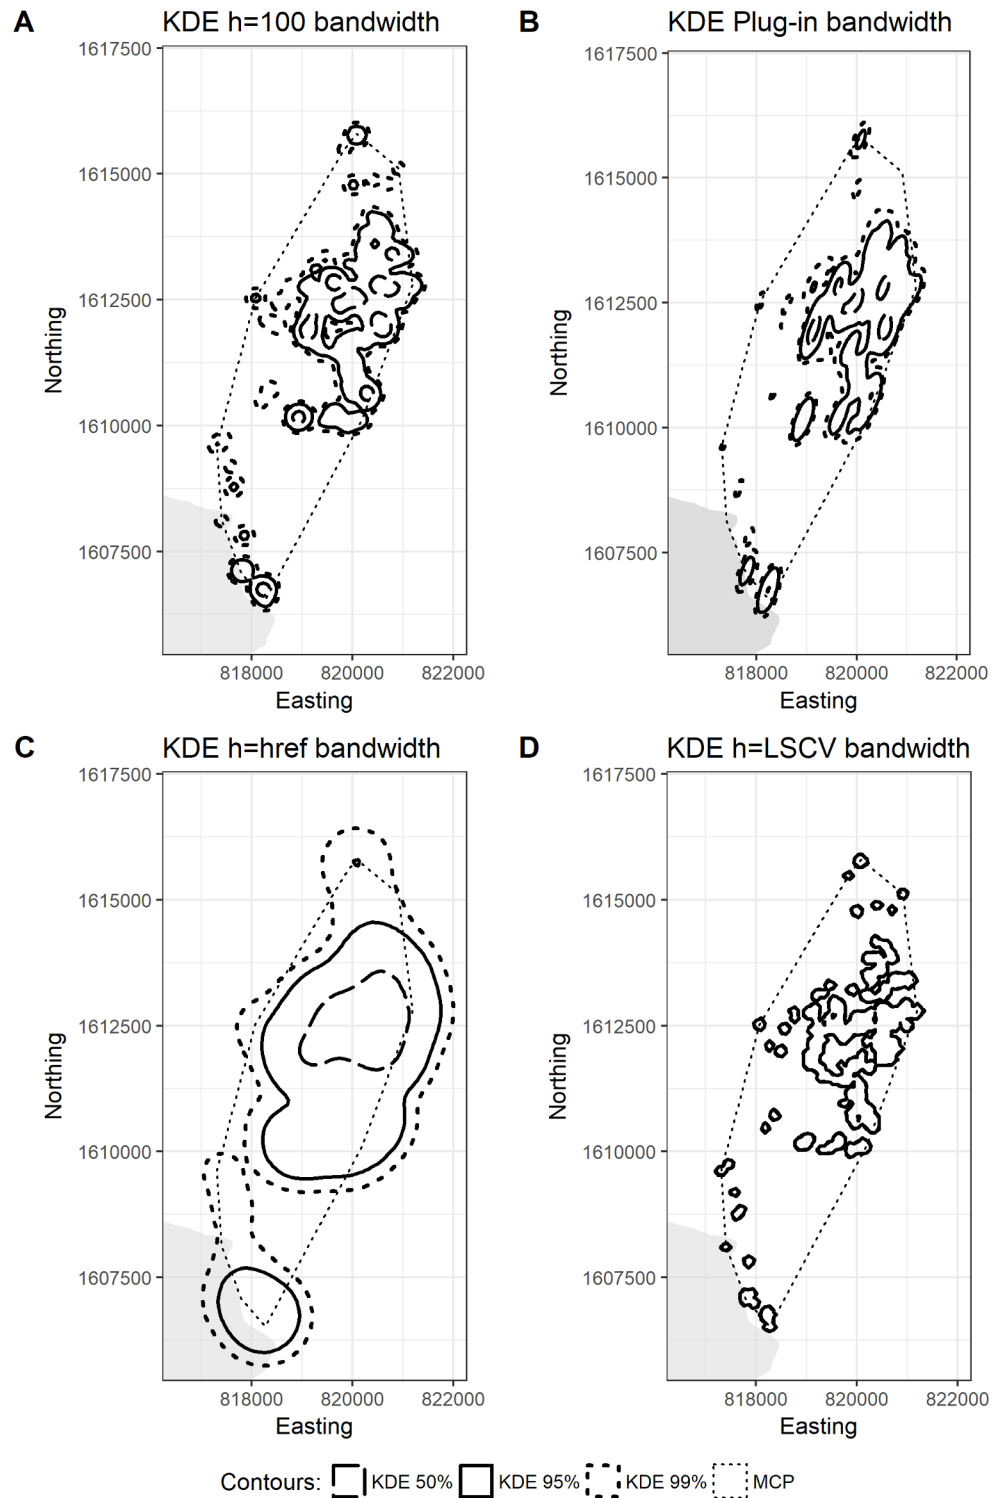 A KDE h=100 bandwidth
1617500
1615000
1612500
1610000
1607500
Northing
818000 820000 822000
Easting
B KDE Plug-in bandwidth
1617500
1615000
1612500
1610000
1607500
Northing
818000 820000 822000
Easting
C KDE h=href bandwidth
1617500
1615000
1612500
1610000
1607500
Northing
818000 820000 822000
Easting
D KDE h=LSCV bandwidth
1617500
1615000
1612500
1610000
1607500
Northing
818000 820000 822000
Easting
Contours: KDE 50% KDE 95% KDE 99% MCP